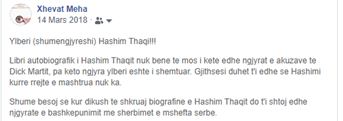 Xhevat Meha
14 Mars 2018 ·
Ylberi (shumengjyreshi) Hashim Thaqi!!!
Libri autobiografik i Hashim Thaqit nuk bene te mos i kete edhe ngjyrat e akuzave te
Dick Martit, pa keto ngjyra ylberi eshte i shemtuar. Gjithsesi duhet t'i edhe se Hashimi
kurre rrejte e mashtrua nuk ka.
Shume besoj se kur dikush te shkruaj biografine e Hashim Thaqit do t'i shtoj edhe
ngjyrate e bashkepunimit me sherbimet e mshefta serbe.